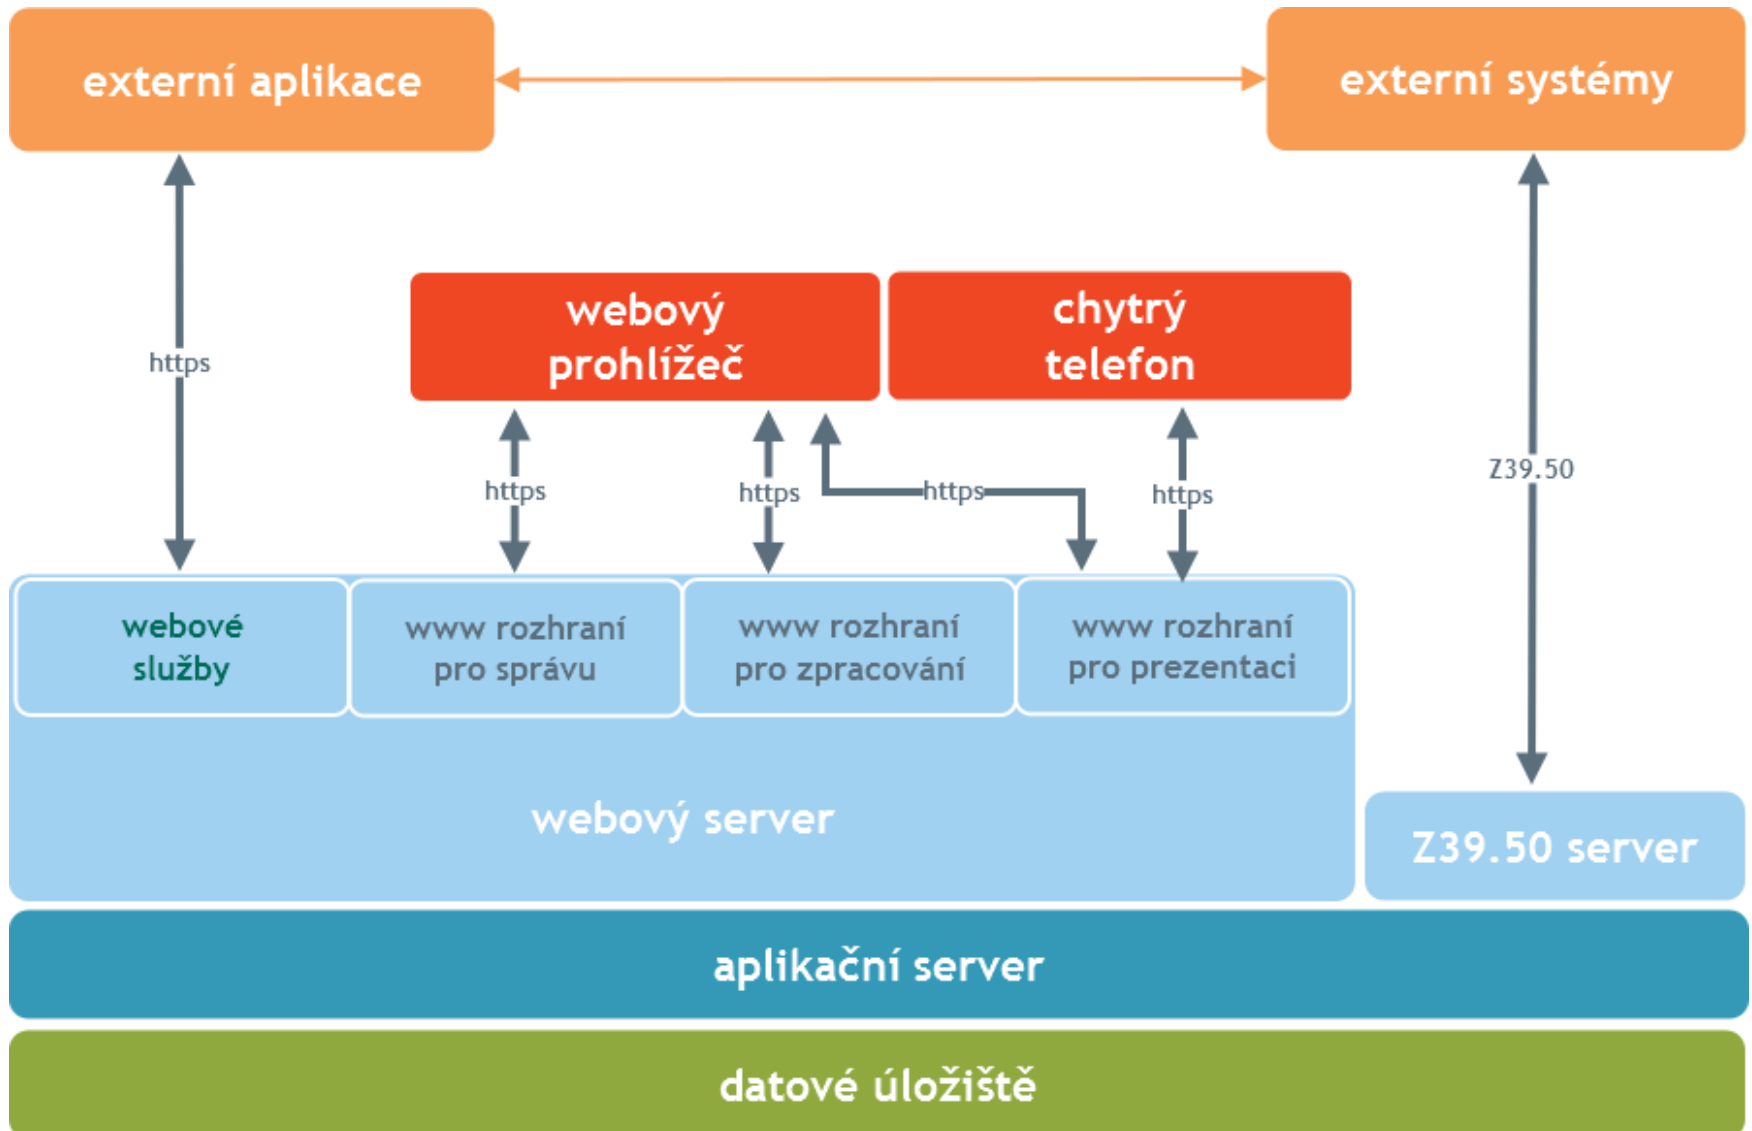 externí aplikace
externí systémy
webový
prohlížeč
chytrý
telefon
https
https
https
https
https
Z39.50
webové
služby
www rozhraní
pro správu
www rozhraní
pro zpracování
www rozhraní
pro prezentaci
webový server
Z39.50 server
aplikační server
datové úložiště